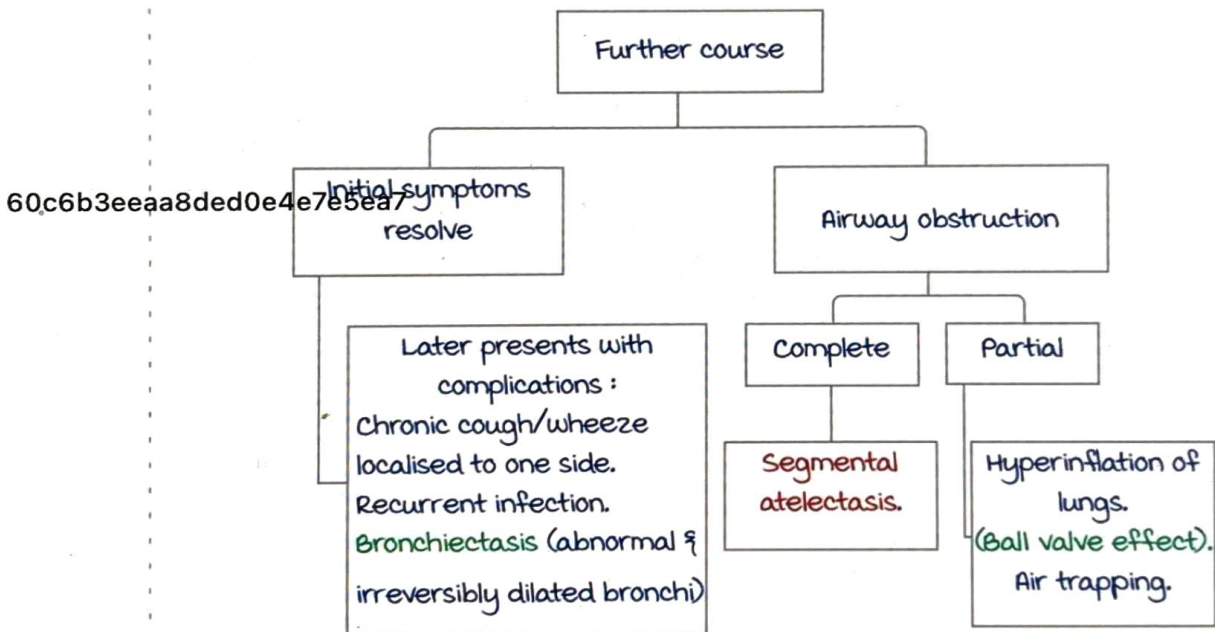 Further course
60c6b3eeaa8ded0e4e7e5ea7
Initial symptoms
resolve
Airway obstruction
Later presents with
complications :
Chronic cough/wheeze
localised to one side.
Recurrent infection.
Bronchiectasis (abnormal &
irreversibly dilated bronchi)
Complete
Partial
Segmental
atelectasis.
Hyperinflation of
lungs.
(Ball valve effect).
Air trapping.